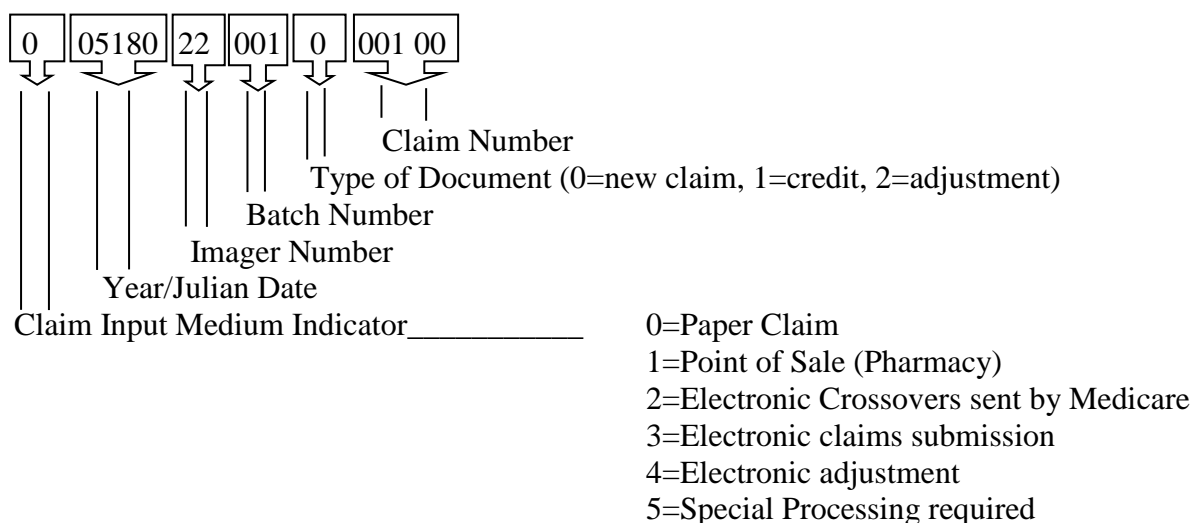 0 05180 22 001 0 001 00
Claim Number
Type of Document (0=new claim, 1=credit, 2=adjustment)
Batch Number
Imager Number
Year/Julian Date
Claim Input Medium Indicator___________ 0=Paper Claim
1=Point of Sale (Pharmacy)
2=Electronic Crossovers sent by Medicare
3=Electronic claims submission
4=Electronic adjustment
5=Special Processing required